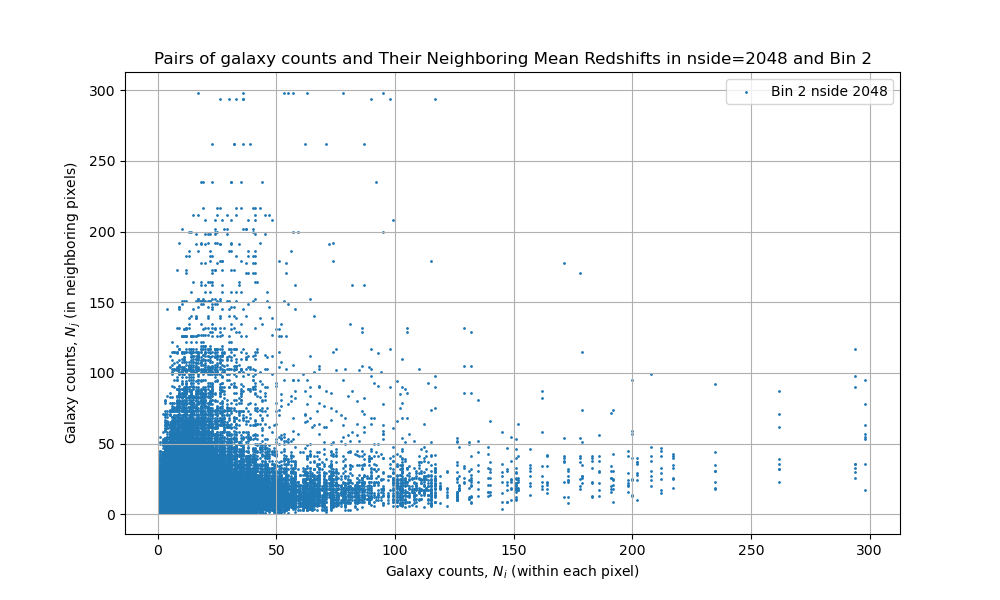 Pairs of galaxy counts and Their Neighboring Mean Redshifts in nside=2048 and Bin 2
Bin 2 nside 2048
300
250
200
150
100
50
0
Galaxy counts, N_j (in neighboring pixels)
0 50 100 150 200 250 300
Galaxy counts, N_i (within each pixel)